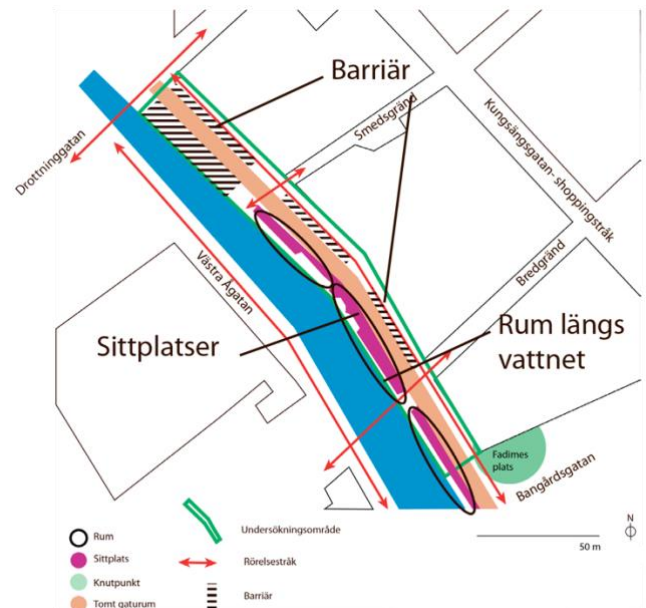 Barriär
Smedsgränd
Kungsängsgatan- shoppingstråk
Drottninggatan
Västra Ågatan
Bredgränd
Sittplatser
Rum längs
vattnet
Fadimes
plats
Bangårdsgatan
Rum
Sittplats
Knutpunkt
Tomt gaturum
Undersökningsområde
Rörelsestråk
Barriär
N
50 m